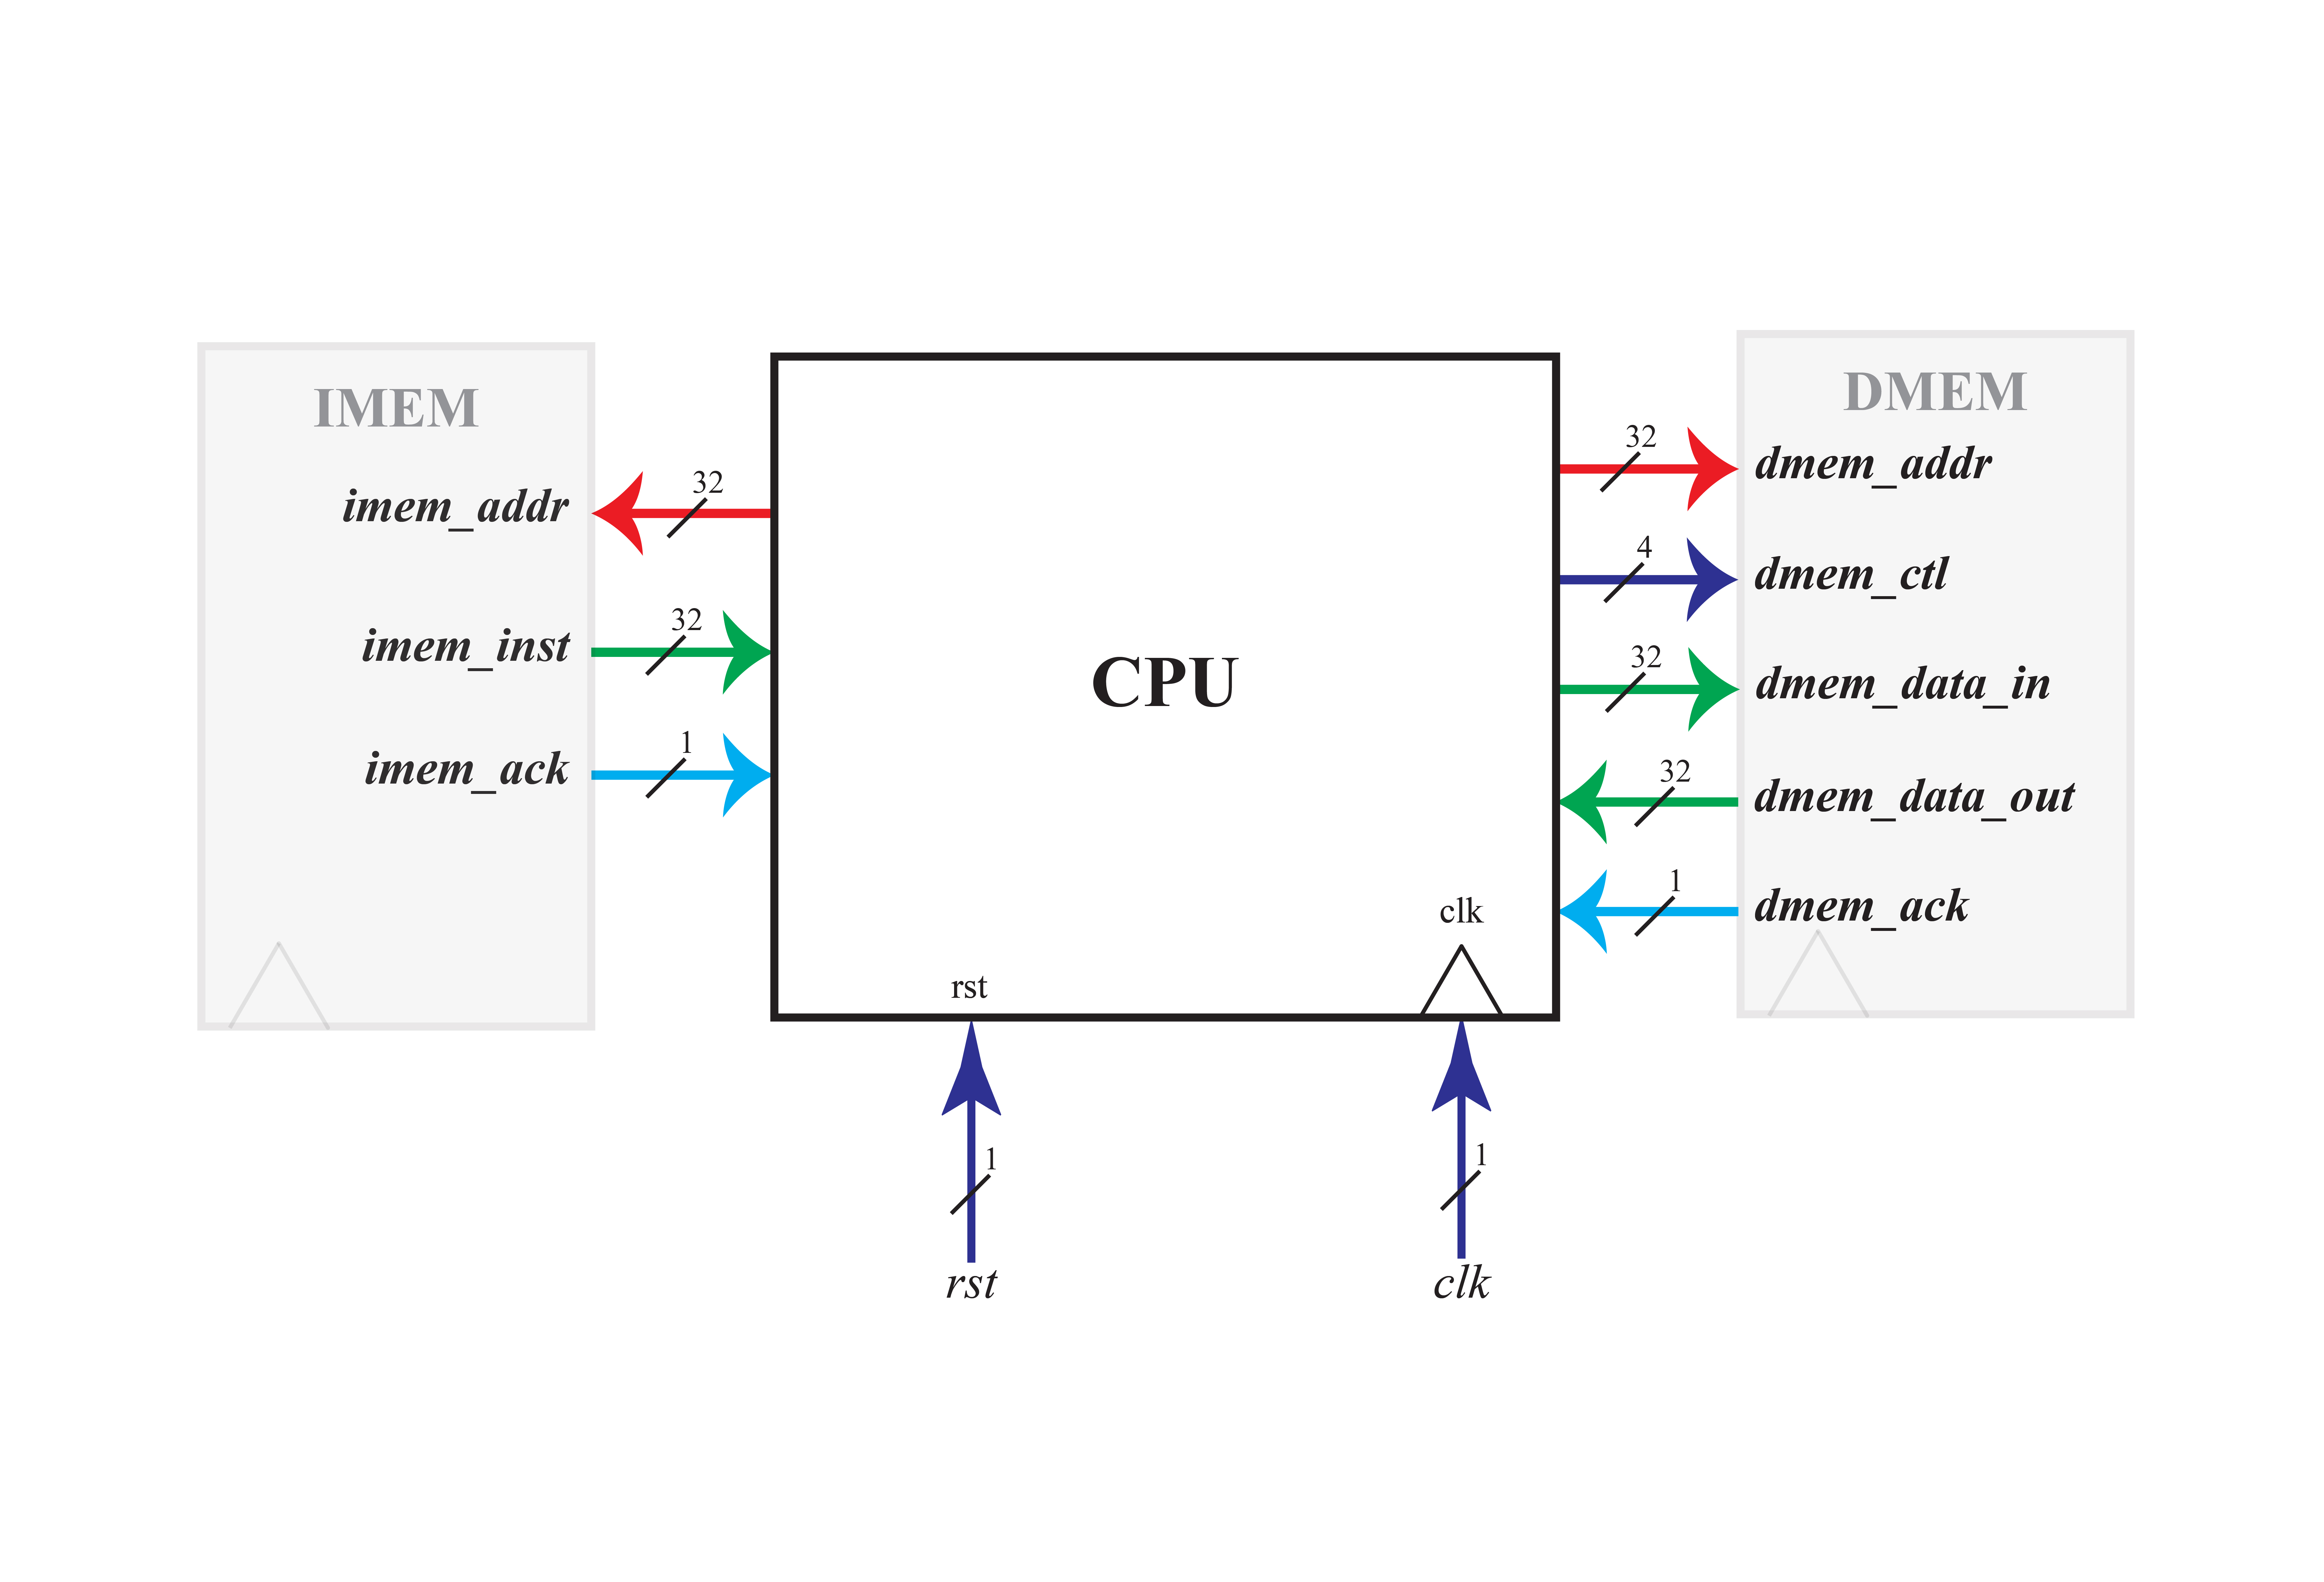 IMEM
imem_addr
32
imem_inst
32
imem_ack
1
CPU
rst
clk
DMEM
32
dmem_addr
4
dmem_ctl
32
dmem_data_in
32
dmem_data_out
1
dmem_ack
1
rst
1
clk